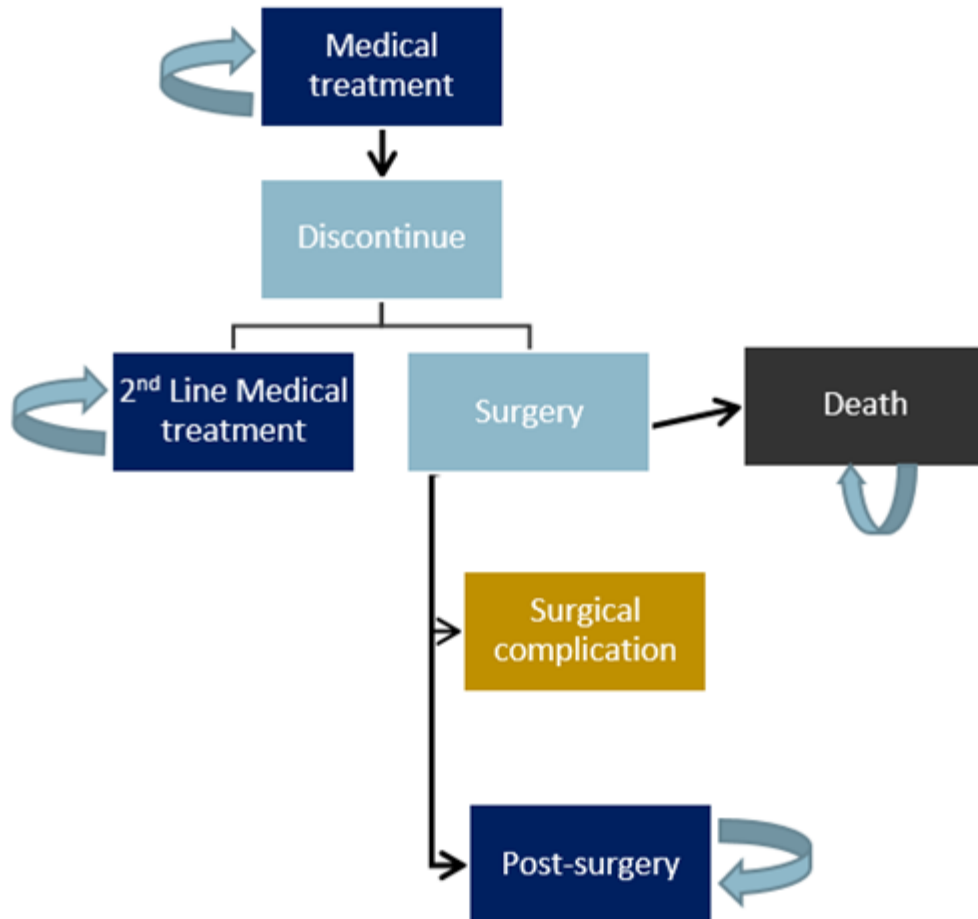 Medical
treatment
Discontinue
2nd Line Medical
treatment
Surgery
Death
Surgical
complication
Post-surgery